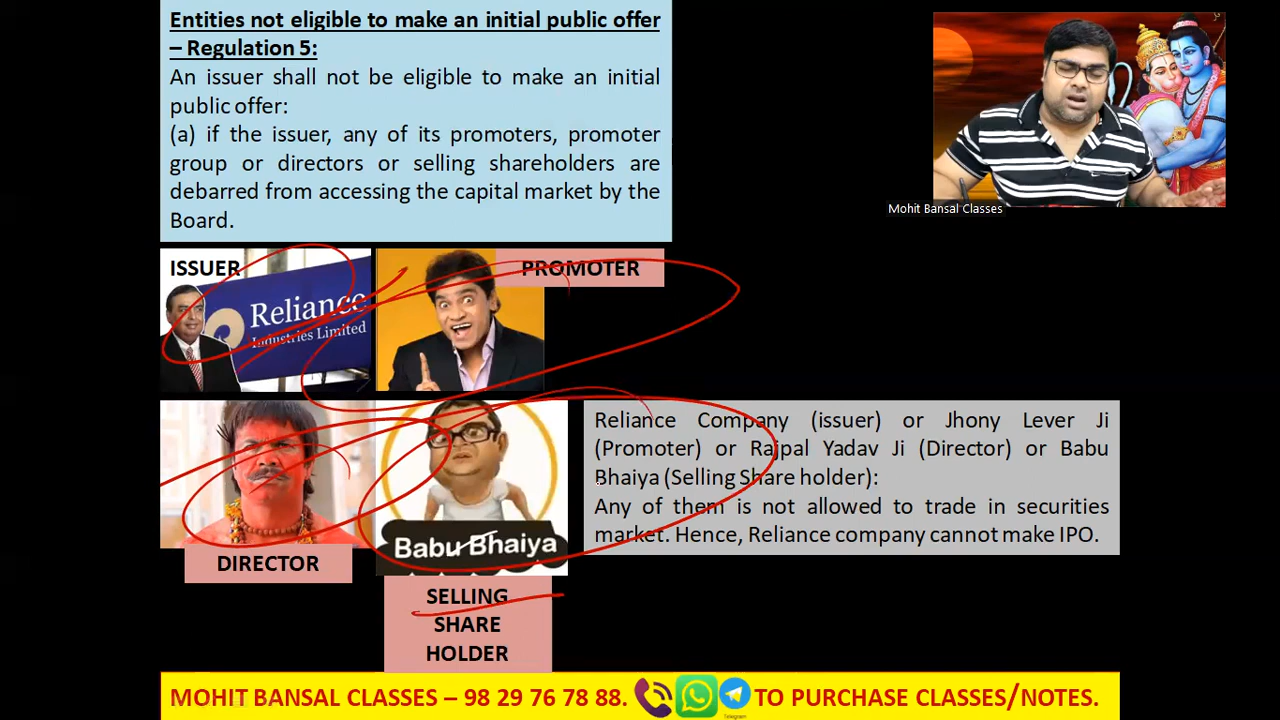 Entities not eligible to make an initial public offer
– Regulation 5:
An issuer shall not be eligible to make an initial
public offer:
(a) if the issuer, any of its promoters, promoter
group or directors or selling shareholders are
debarred from accessing the capital market by the
Board.
Mohit Bansal Classes
ISSUER
Reliance
Industries Limited
PROMOTER
Babu Bhaiya
DIRECTOR
SELLING
SHARE
HOLDER
Reliance Company (issuer) or Jhony Lever Ji
(Promoter) or Rajpal Yadav Ji (Director) or Babu
Bhaiya (Selling Share holder):
Any of them is not allowed to trade in securities
market. Hence, Reliance company cannot make IPO.
MOHIT BANSAL CLASSES – 98 29 76 78 88. TO PURCHASE CLASSES/NOTES.
Telegram